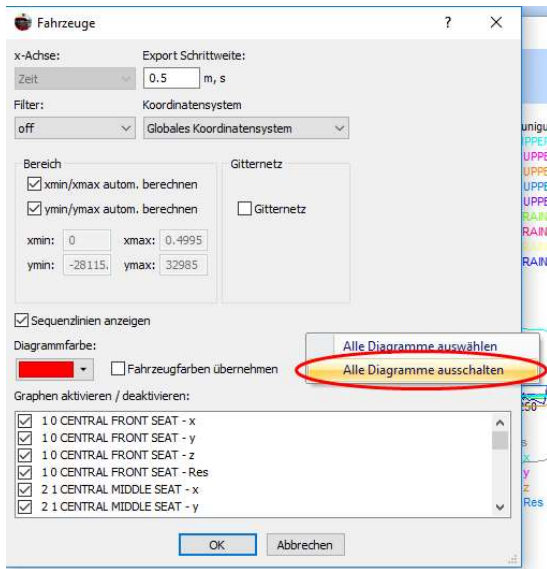 Fahrzeuge ? ×
x-Achse: Export Schrittweite:
Zeit 0.5 m, s
Filter: Koordinatensystem
off Globales Koordinatensystem
Bereich Gitternetz
xmin/xmax autom. berechnen
ymin/ymax autom. berechnen Gitternetz
xmin: 0 xmax: 0.4995
ymin: -28115. ymax: 32985
Sequenzlinien anzeigen
Diagrammfarbe:
Fahrzeugfarben übernehmen
Alle Diagramme auswählen
Alle Diagramme ausschalten
Graphen aktivieren / deaktivieren:
1 0 CENTRAL FRONT SEAT - x
1 0 CENTRAL FRONT SEAT - y
1 0 CENTRAL FRONT SEAT - z
1 0 CENTRAL FRONT SEAT - Res
2 1 CENTRAL MIDDLE SEAT - x
2 1 CENTRAL MIDDLE SEAT - y
OK Abbrechen
y
z
Res